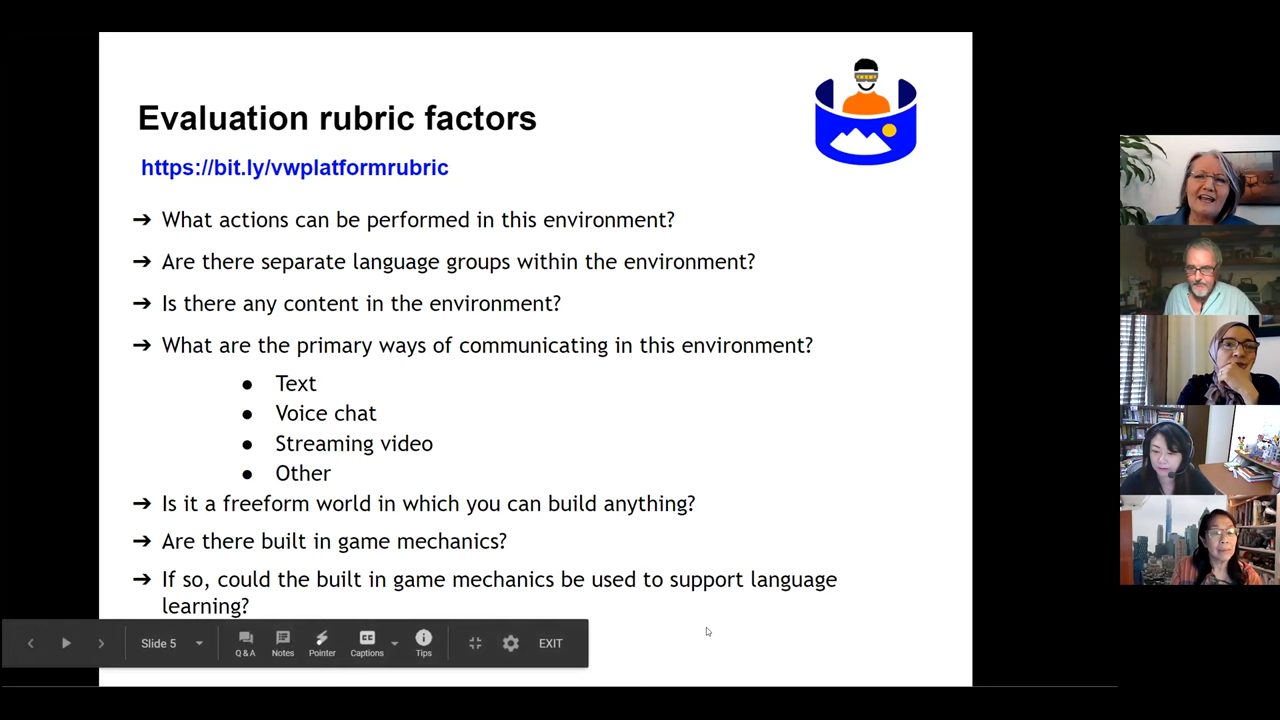 Evaluation rubric factors
https://bit.ly/vwplatformrubric
➔ What actions can be performed in this environment?
➔ Are there separate language groups within the environment?
➔ Is there any content in the environment?
➔ What are the primary ways of communicating in this environment?
● Text
● Voice chat
● Streaming video
● Other
➔ Is it a freeform world in which you can build anything?
➔ Are there built in game mechanics?
➔ If so, could the built in game mechanics be used to support language
learning?
Slide 5
Q & A
Notes
Pointer
CC
Captions
Tips
EXIT